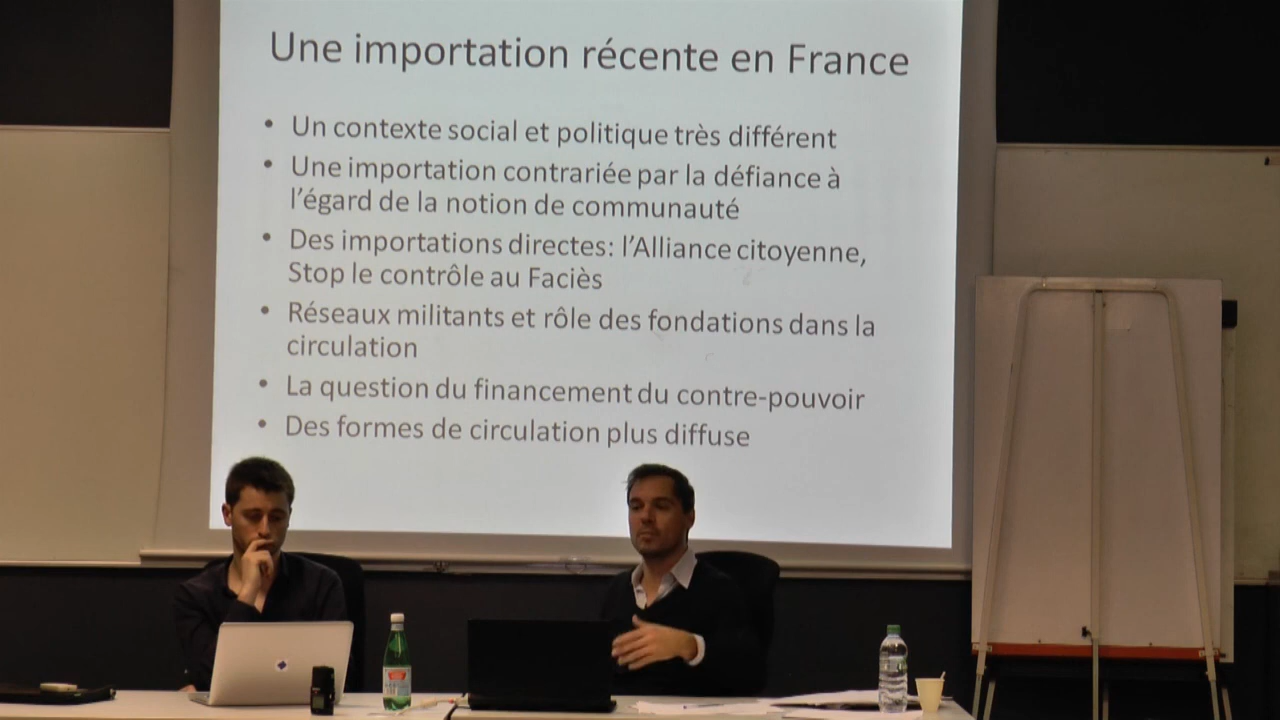 Une importation récente en France
• Un contexte social et politique très différent
• Une importation contrariée par la défiance à
l'égard de la notion de communauté
• Des importations directes: l'Alliance citoyenne,
Stop le contrôle au Faciès
• Réseaux militants et rôle des fondations dans la
circulation
• La question du financement du contre-pouvoir
• Des formes de circulation plus diffuse